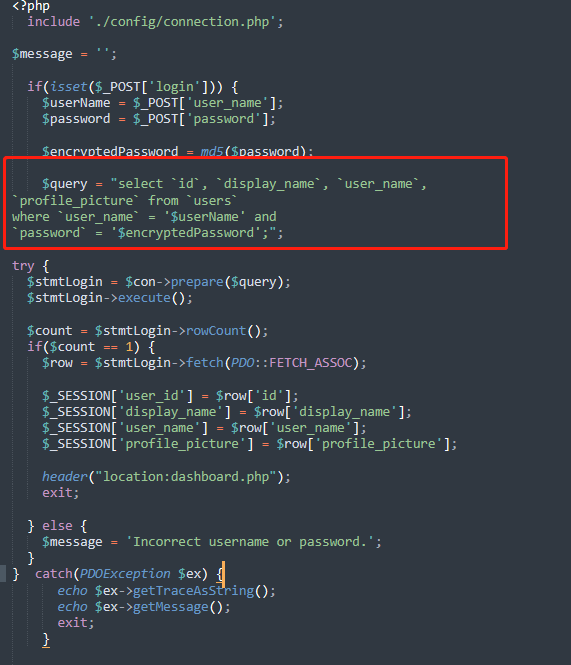 <?php
include './config/connection.php';
$message = '';
if(isset($_POST['login'])) {
$userName = $_POST['user_name'];
$password = $_POST['password'];
$encryptedPassword = md5($password);
$query = "select `id`, `display_name`, `user_name`,
`profile_picture` from `users`
where `user_name` = '$userName' and
`password` = '$encryptedPassword';";
try {
$stmtLogin = $con->prepare($query);
$stmtLogin->execute();
$count = $stmtLogin->rowCount();
if($count == 1) {
$row = $stmtLogin->fetch(PDO::FETCH_ASSOC);
$_SESSION['user_id'] = $row['id'];
$_SESSION['display_name'] = $row['display_name'];
$_SESSION['user_name'] = $row['user_name'];
$_SESSION['profile_picture'] = $row['profile_picture'];
header("location:dashboard.php");
exit;
} else {
$message = 'Incorrect username or password.';
}
} catch(PDOException $ex) {
echo $ex->getTraceAsString();
echo $ex->getMessage();
exit;
}